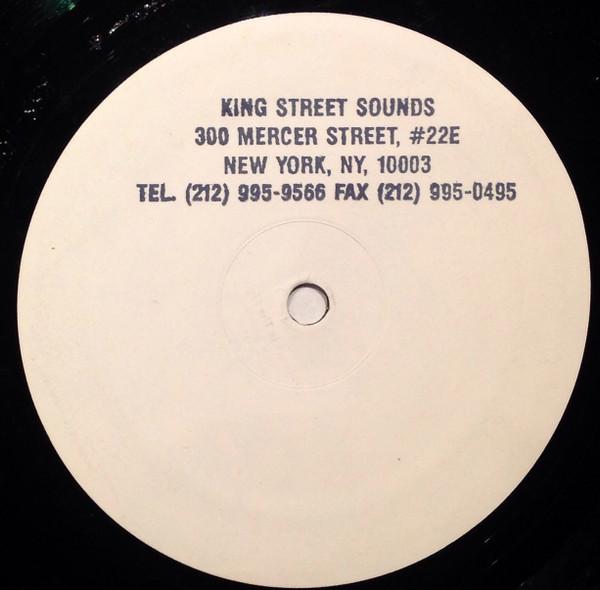 KING STREET SOUNDS
300 MERCER STREET, #22E
NEW YORK, NY, 10003
TEL. (212) 995-9566 FAX (212) 995-0495